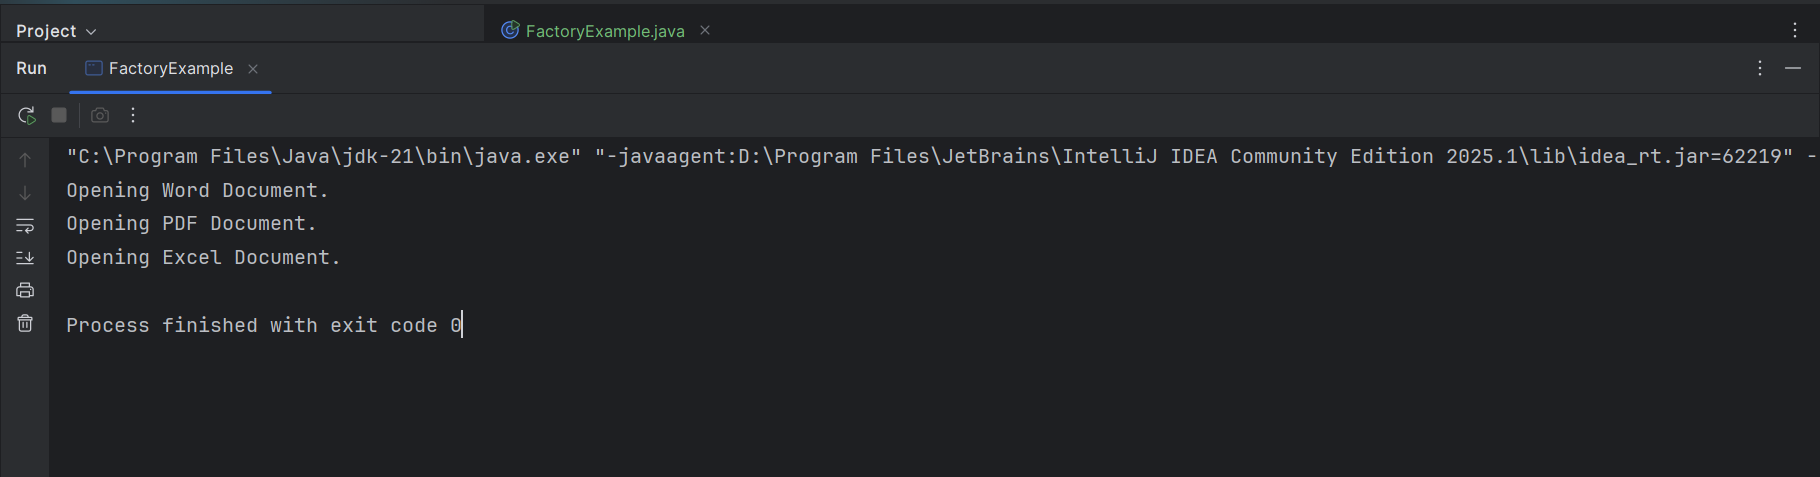 Project
FactoryExample.java
Run
FactoryExample
"C:\Program Files\Java\jdk-21\bin\java.exe" "-javaagent:D:\Program Files\JetBrains\IntelliJ IDEA Community Edition 2025.1\lib\idea_rt.jar=62219" -
Opening Word Document.
Opening PDF Document.
Opening Excel Document.
Process finished with exit code 0